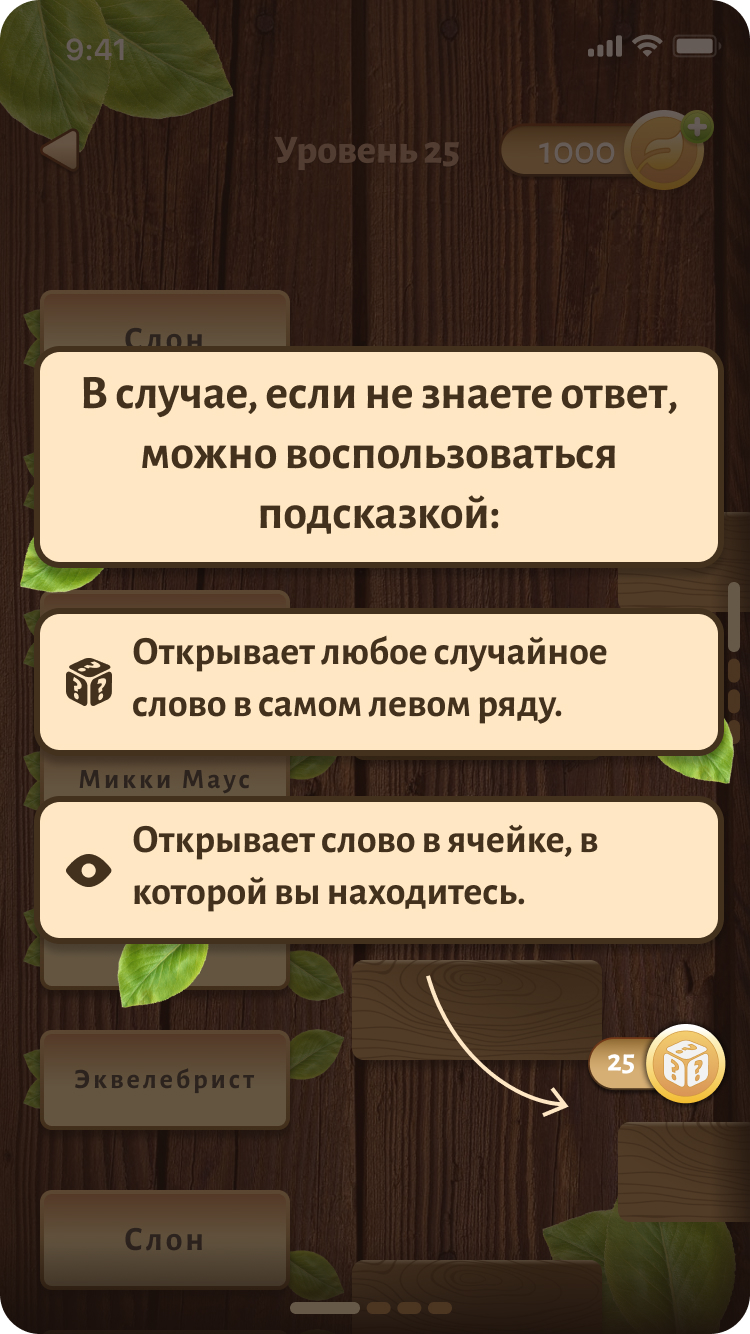 9:41
Уровень 25
1000
Слон
В случае, если не знаете ответ,
можно воспользоваться
подсказкой:
Открывает любое случайное
слово в самом левом ряду.
Микки Маус
Открывает слово в ячейке, в
которой вы находитесь.
25
Эквелебрист
Слон